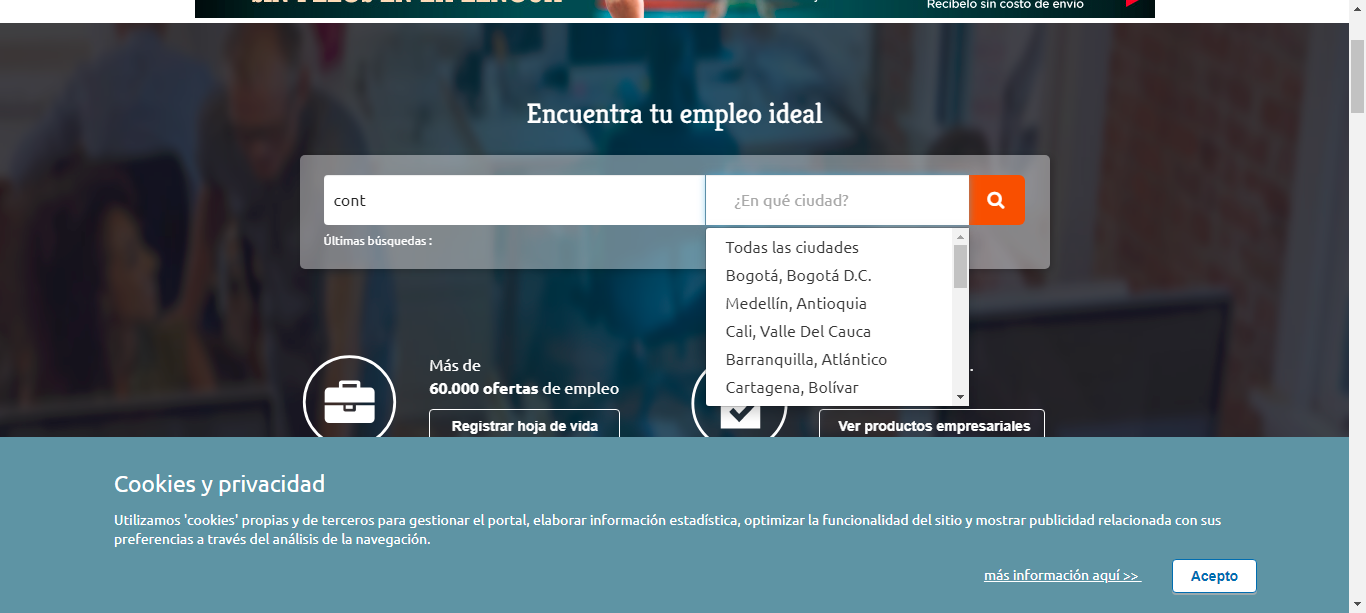 Recíbelo sin costo de envío
Encuentra tu empleo ideal
cont
¿En qué ciudad?
Últimas búsquedas :
Todas las ciudades
Bogotá, Bogotá D.C.
Medellín, Antioquia
Cali, Valle Del Cauca
Barranquilla, Atlántico
Cartagena, Bolívar
Más de
60.000 ofertas de empleo
Registrar hoja de vida
Ver productos empresariales
Cookies y privacidad
Utilizamos 'cookies' propias y de terceros para gestionar el portal, elaborar información estadística, optimizar la funcionalidad del sitio y mostrar publicidad relacionada con sus
preferencias a través del análisis de la navegación.
más información aquí >>
Acepto